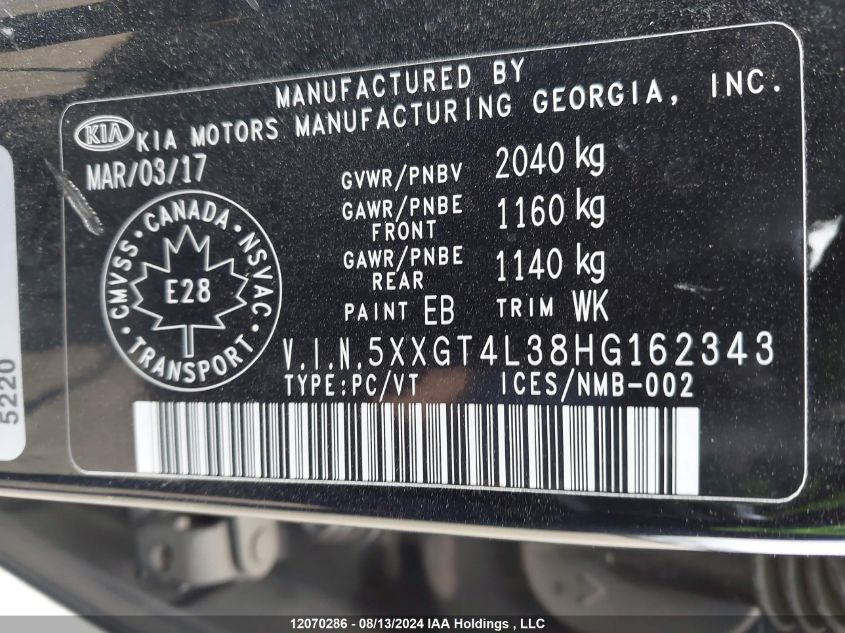 MANUFACTURED BY
KIA KIA MOTORS MANUFACTURING GEORGIA, INC.
MAR/03/17
GVWR/PNBV 2040 kg
GAWR/PNBE FRONT 1160 kg
GAWR/PNBE REAR 1140 kg
PAINT EB TRIM WK
CMVSS · CANADA · NSVAC · TRANSPORT ·
E28
V.I.N.5XXGT4L38HG162343
TYPE:PC/VT ICES/NMB-002
5220
12070286 - 08/13/2024 IAA Holdings , LLC